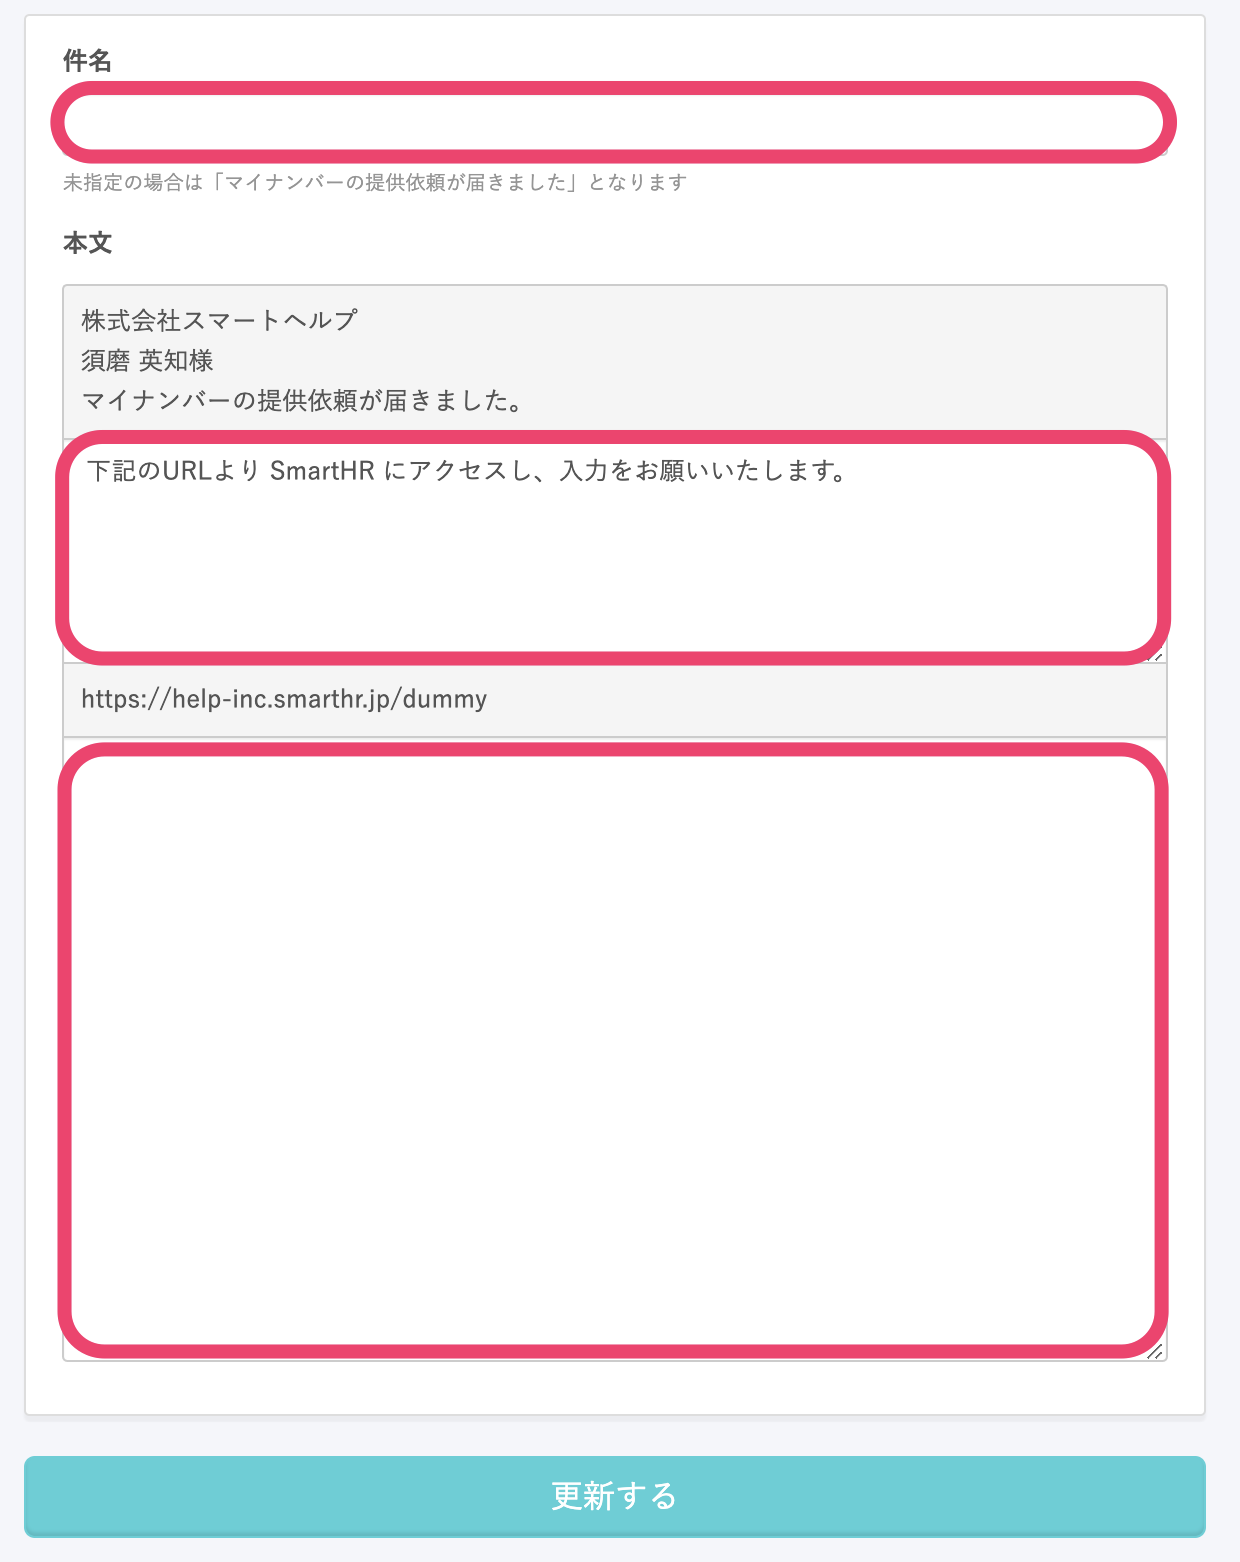 件名
未指定の場合は「マイナンバーの提供依頼が届きました」となります
本文
株式会社スマートヘルプ
須磨 英知様
マイナンバーの提供依頼が届きました。
下記のURLより SmartHR にアクセスし、入力をお願いいたします。
https://help-inc.smarthr.jp/dummy
更新する